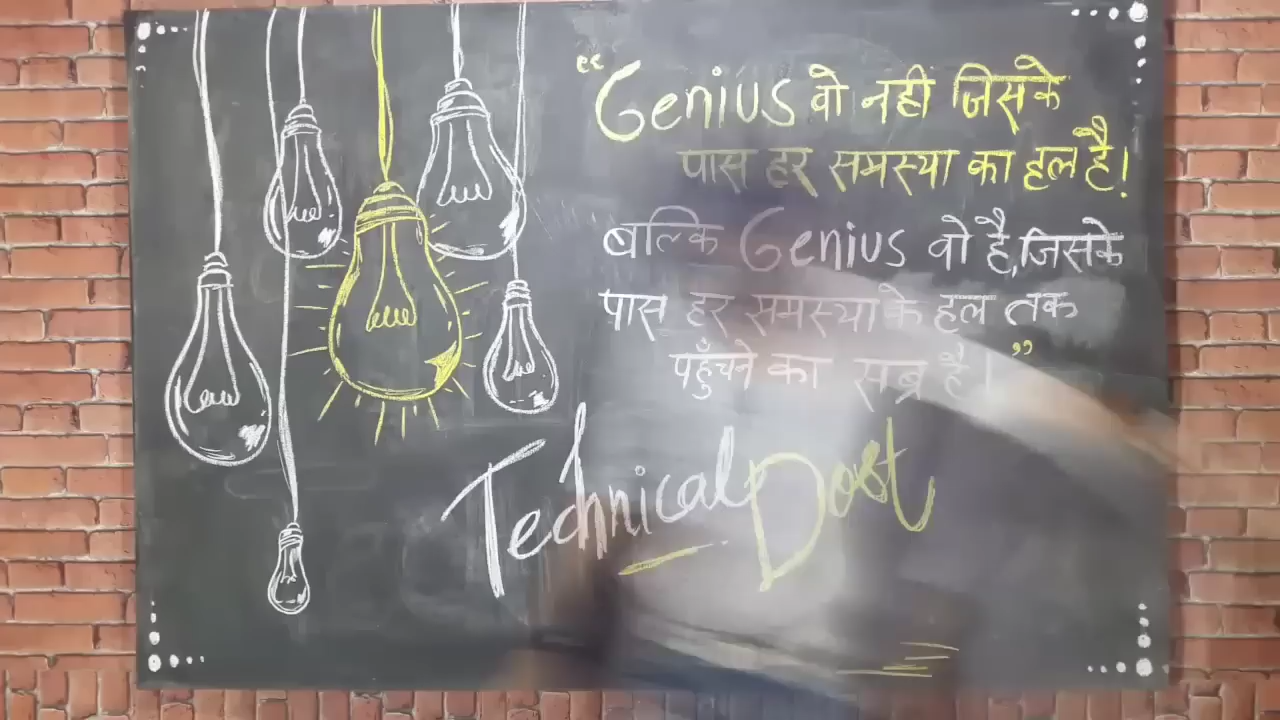 “Genius वो नही जिसके
पास हर समस्या का हल है!
बल्कि Genius वो है, जिसके
पास हर समस्या के हल तक
पहुँचने का सब्र है।”
Technical Dost